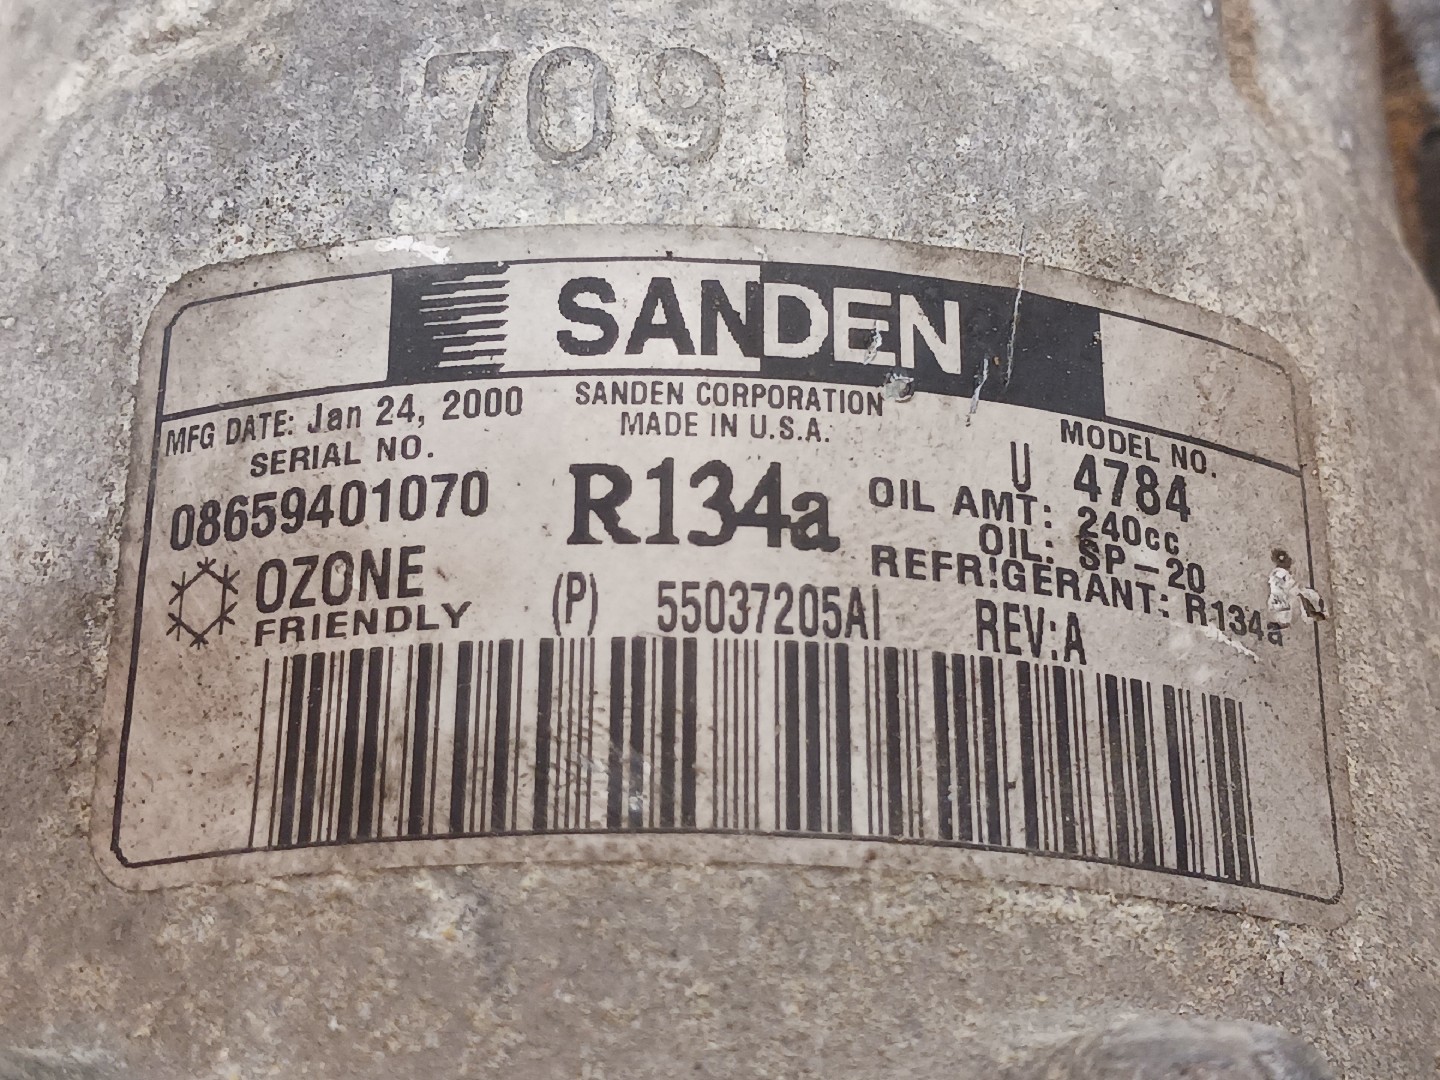 709T
SANDEN
MFG DATE: Jan 24, 2000
SANDEN CORPORATION
MADE IN U.S.A.
MODEL NO.
SERIAL NO.
U 4784
08659401070
R134a
OIL AMT: 240cc
OIL: SP-20
REFRIGERANT: R134a
OZONE
FRIENDLY
(P) 55037205AI REV:A